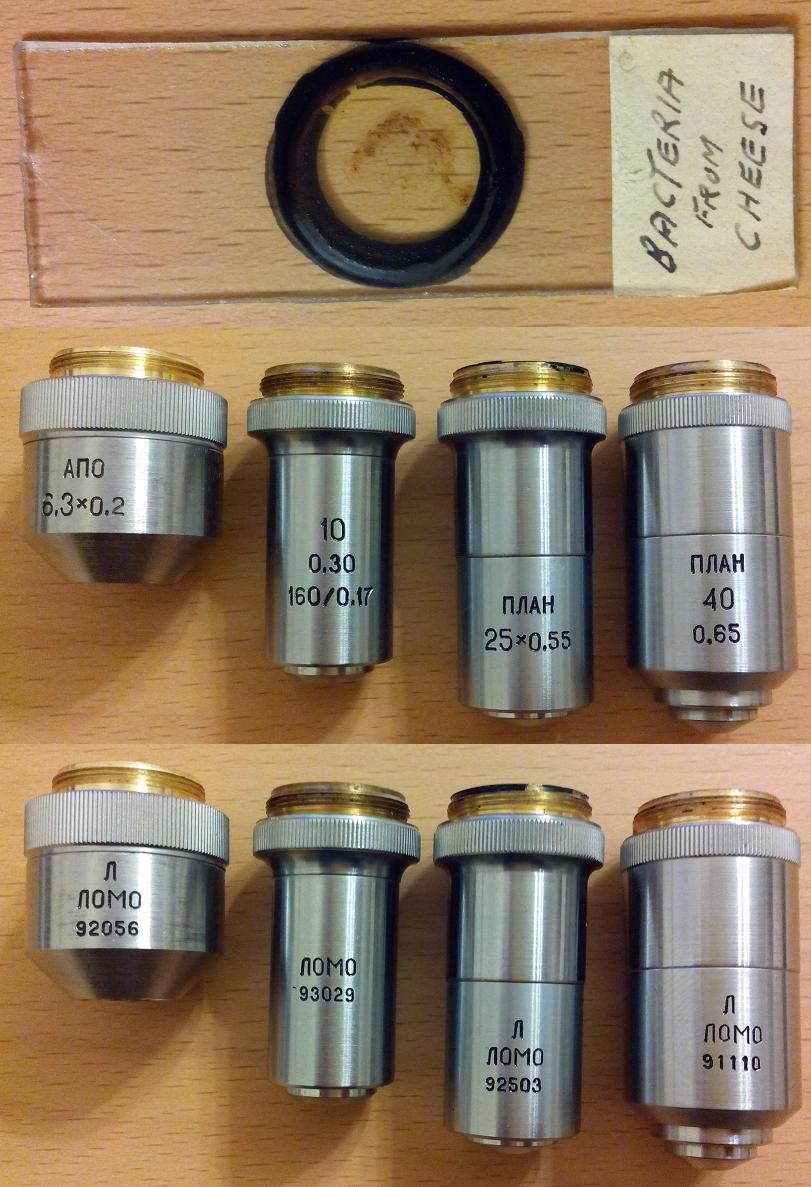 BACTERIA
FROM
CHEESE
АПО
6,3×0.2
10
0.30
160/0.17
ПЛАН
25×0,55
ПЛАН
40
0,65
Л
ЛОМО
92056
ЛОМО
93029
Л
ЛОМО
92503
Л
ЛОМО
91110